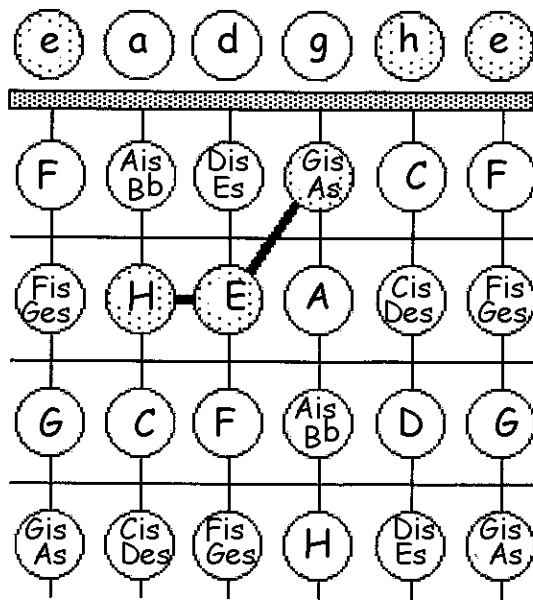 e a d g h e
F Ais Bb Dis Es Gis As C F
Fis Ges H E A Cis Des Fis Ges
G C F Ais Bb D G
Gis As Cis Des Fis Ges H Dis Es Gis As